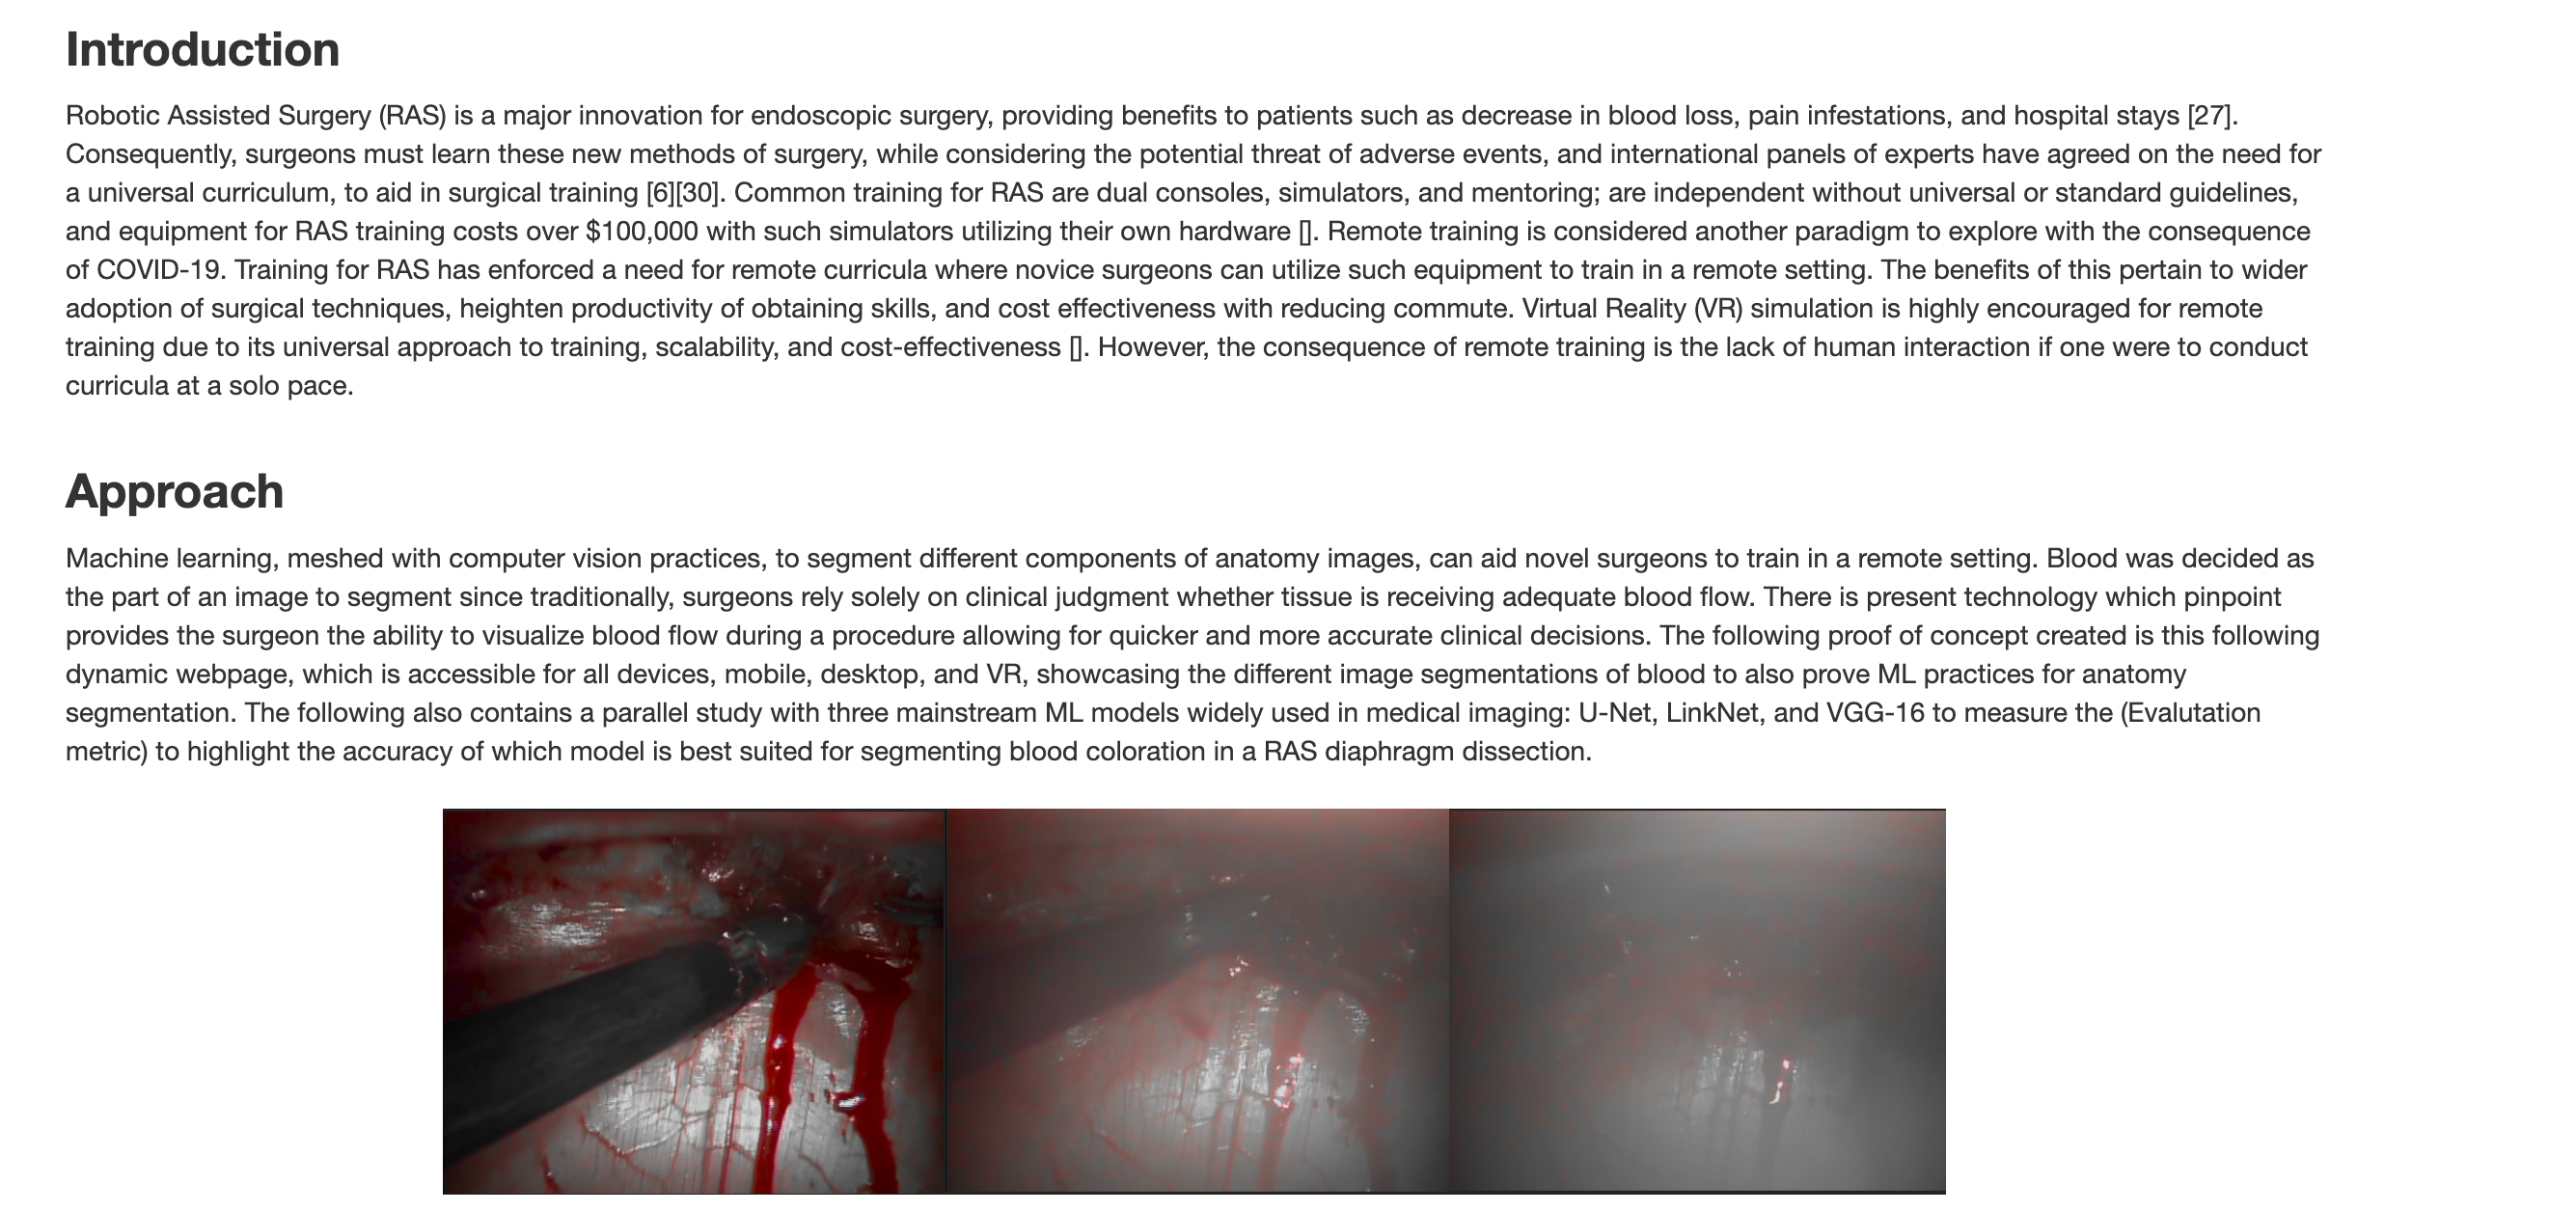 Introduction
Robotic Assisted Surgery (RAS) is a major innovation for endoscopic surgery, providing benefits to patients such as decrease in blood loss, pain infestations, and hospital stays [27].
Consequently, surgeons must learn these new methods of surgery, while considering the potential threat of adverse events, and international panels of experts have agreed on the need for
a universal curriculum, to aid in surgical training [6][30]. Common training for RAS are dual consoles, simulators, and mentoring; are independent without universal or standard guidelines,
and equipment for RAS training costs over $100,000 with such simulators utilizing their own hardware []. Remote training is considered another paradigm to explore with the consequence
of COVID-19. Training for RAS has enforced a need for remote curricula where novice surgeons can utilize such equipment to train in a remote setting. The benefits of this pertain to wider
adoption of surgical techniques, heighten productivity of obtaining skills, and cost effectiveness with reducing commute. Virtual Reality (VR) simulation is highly encouraged for remote
training due to its universal approach to training, scalability, and cost-effectiveness []. However, the consequence of remote training is the lack of human interaction if one were to conduct
curricula at a solo pace.
Approach
Machine learning, meshed with computer vision practices, to segment different components of anatomy images, can aid novel surgeons to train in a remote setting. Blood was decided as
the part of an image to segment since traditionally, surgeons rely solely on clinical judgment whether tissue is receiving adequate blood flow. There is present technology which pinpoint
provides the surgeon the ability to visualize blood flow during a procedure allowing for quicker and more accurate clinical decisions. The following proof of concept created is this following
dynamic webpage, which is accessible for all devices, mobile, desktop, and VR, showcasing the different image segmentations of blood to also prove ML practices for anatomy
segmentation. The following also contains a parallel study with three mainstream ML models widely used in medical imaging: U-Net, LinkNet, and VGG-16 to measure the (Evalutation
metric) to highlight the accuracy of which model is best suited for segmenting blood coloration in a RAS diaphragm dissection.